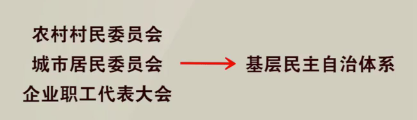 农村村民委员会
城市居民委员会
基层民主自治体系
企业职工代表大会